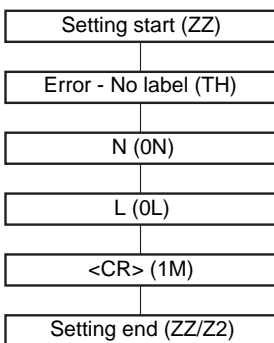 Setting start (ZZ)
Error - No label (TH)
N (0N)
L (0L)
<CR> (1M)
Setting end (ZZ/Z2)